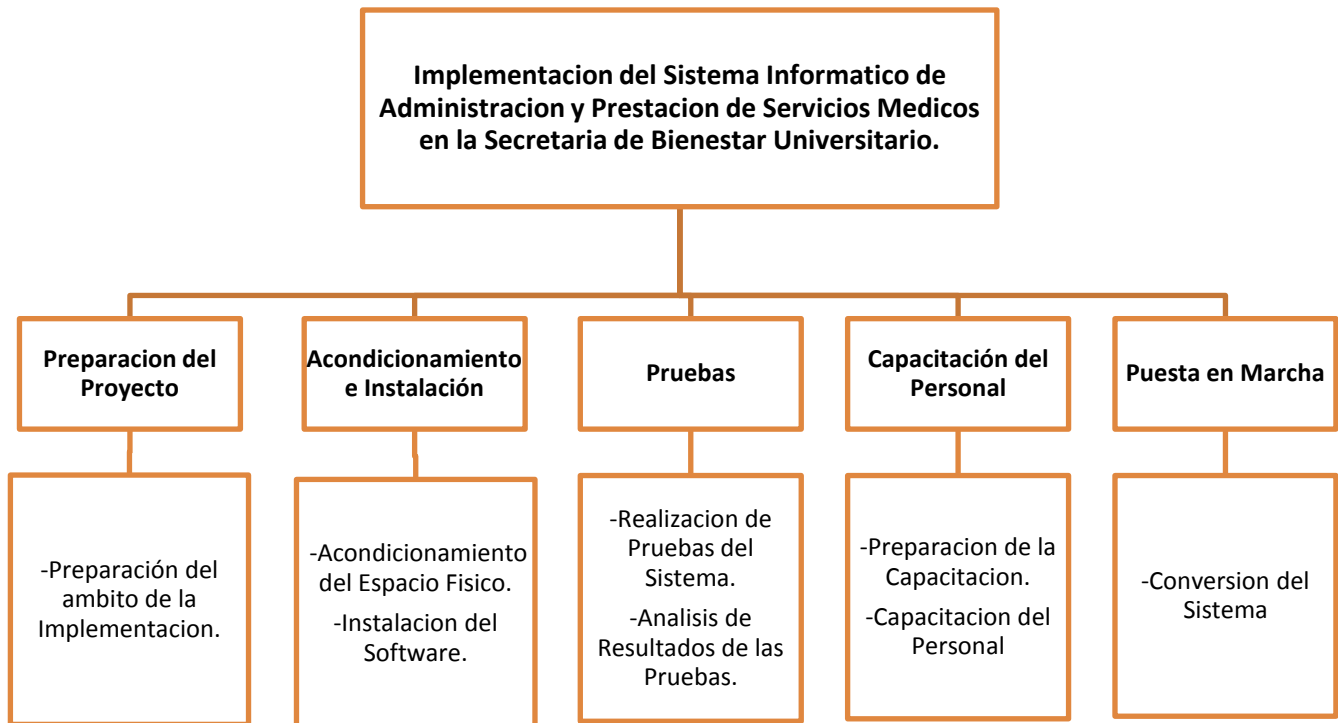 Implementacion del Sistema Informatico de
Administracion y Prestacion de Servicios Medicos
en la Secretaria de Bienestar Universitario.
Preparacion del
Proyecto
Acondicionamiento
e Instalación
Pruebas
Capacitación del
Personal
Puesta en Marcha
-Preparación del
ambito de la
Implementacion.
-Acondicionamiento
del Espacio Fisico.
-Instalacion del
Software.
-Realizacion de
Pruebas del
Sistema.
-Analisis de
Resultados de las
Pruebas.
-Preparacion de la
Capacitacion.
-Capacitacion del
Personal
-Conversion del
Sistema